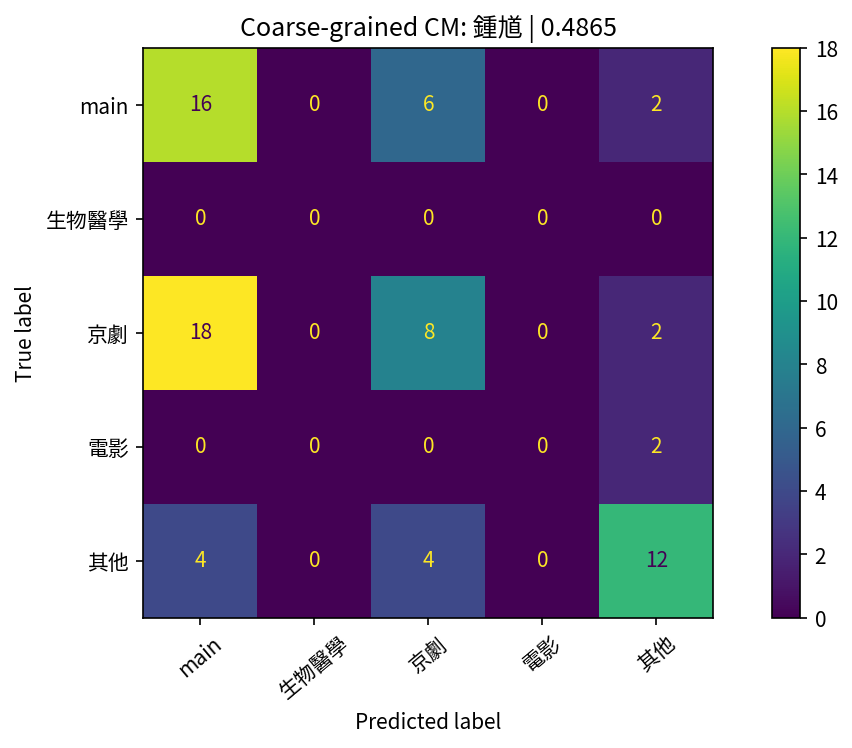 Coarse-grained CM: 鍾馗 | 0.4865
main 16 0 6 0 2
生物醫學 0 0 0 0 0
京劇 18 0 8 0 2
電影 0 0 0 0 2
其他 4 0 4 0 12
main 生物醫學 京劇 電影 其他
True label
Predicted label
18
16
14
12
10
8
6
4
2
0